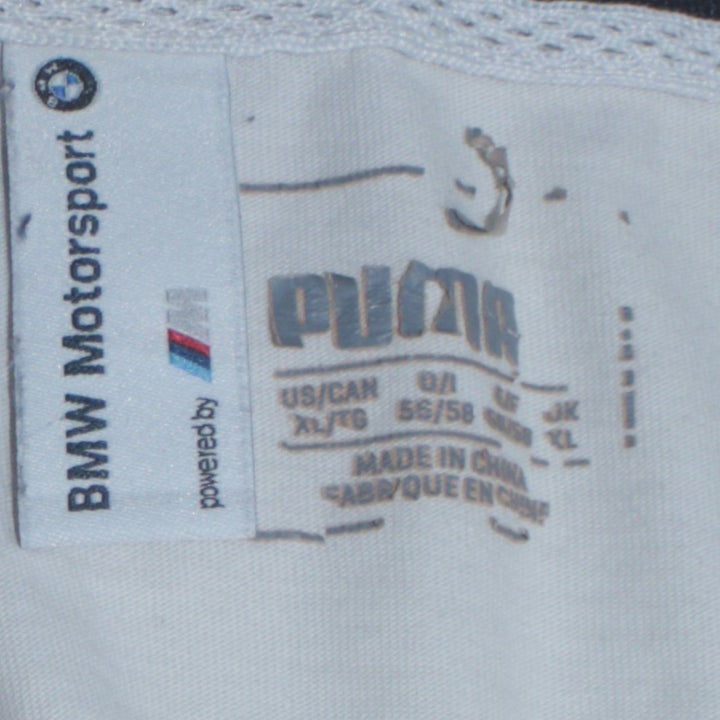 BMW Motorsport
powered by M
PUMA
US/CAN D/I UK
XL/TG 56/58 XL
MADE IN CHINA
FABRIQUE EN CHINE